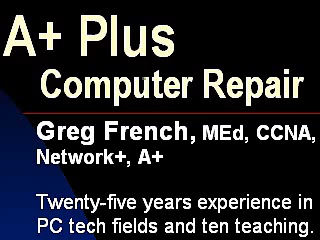 A+ Plus
Computer Repair
Greg French, MEd, CCNA,
Network+, A+
Twenty-five years experience in
PC tech fields and ten teaching.